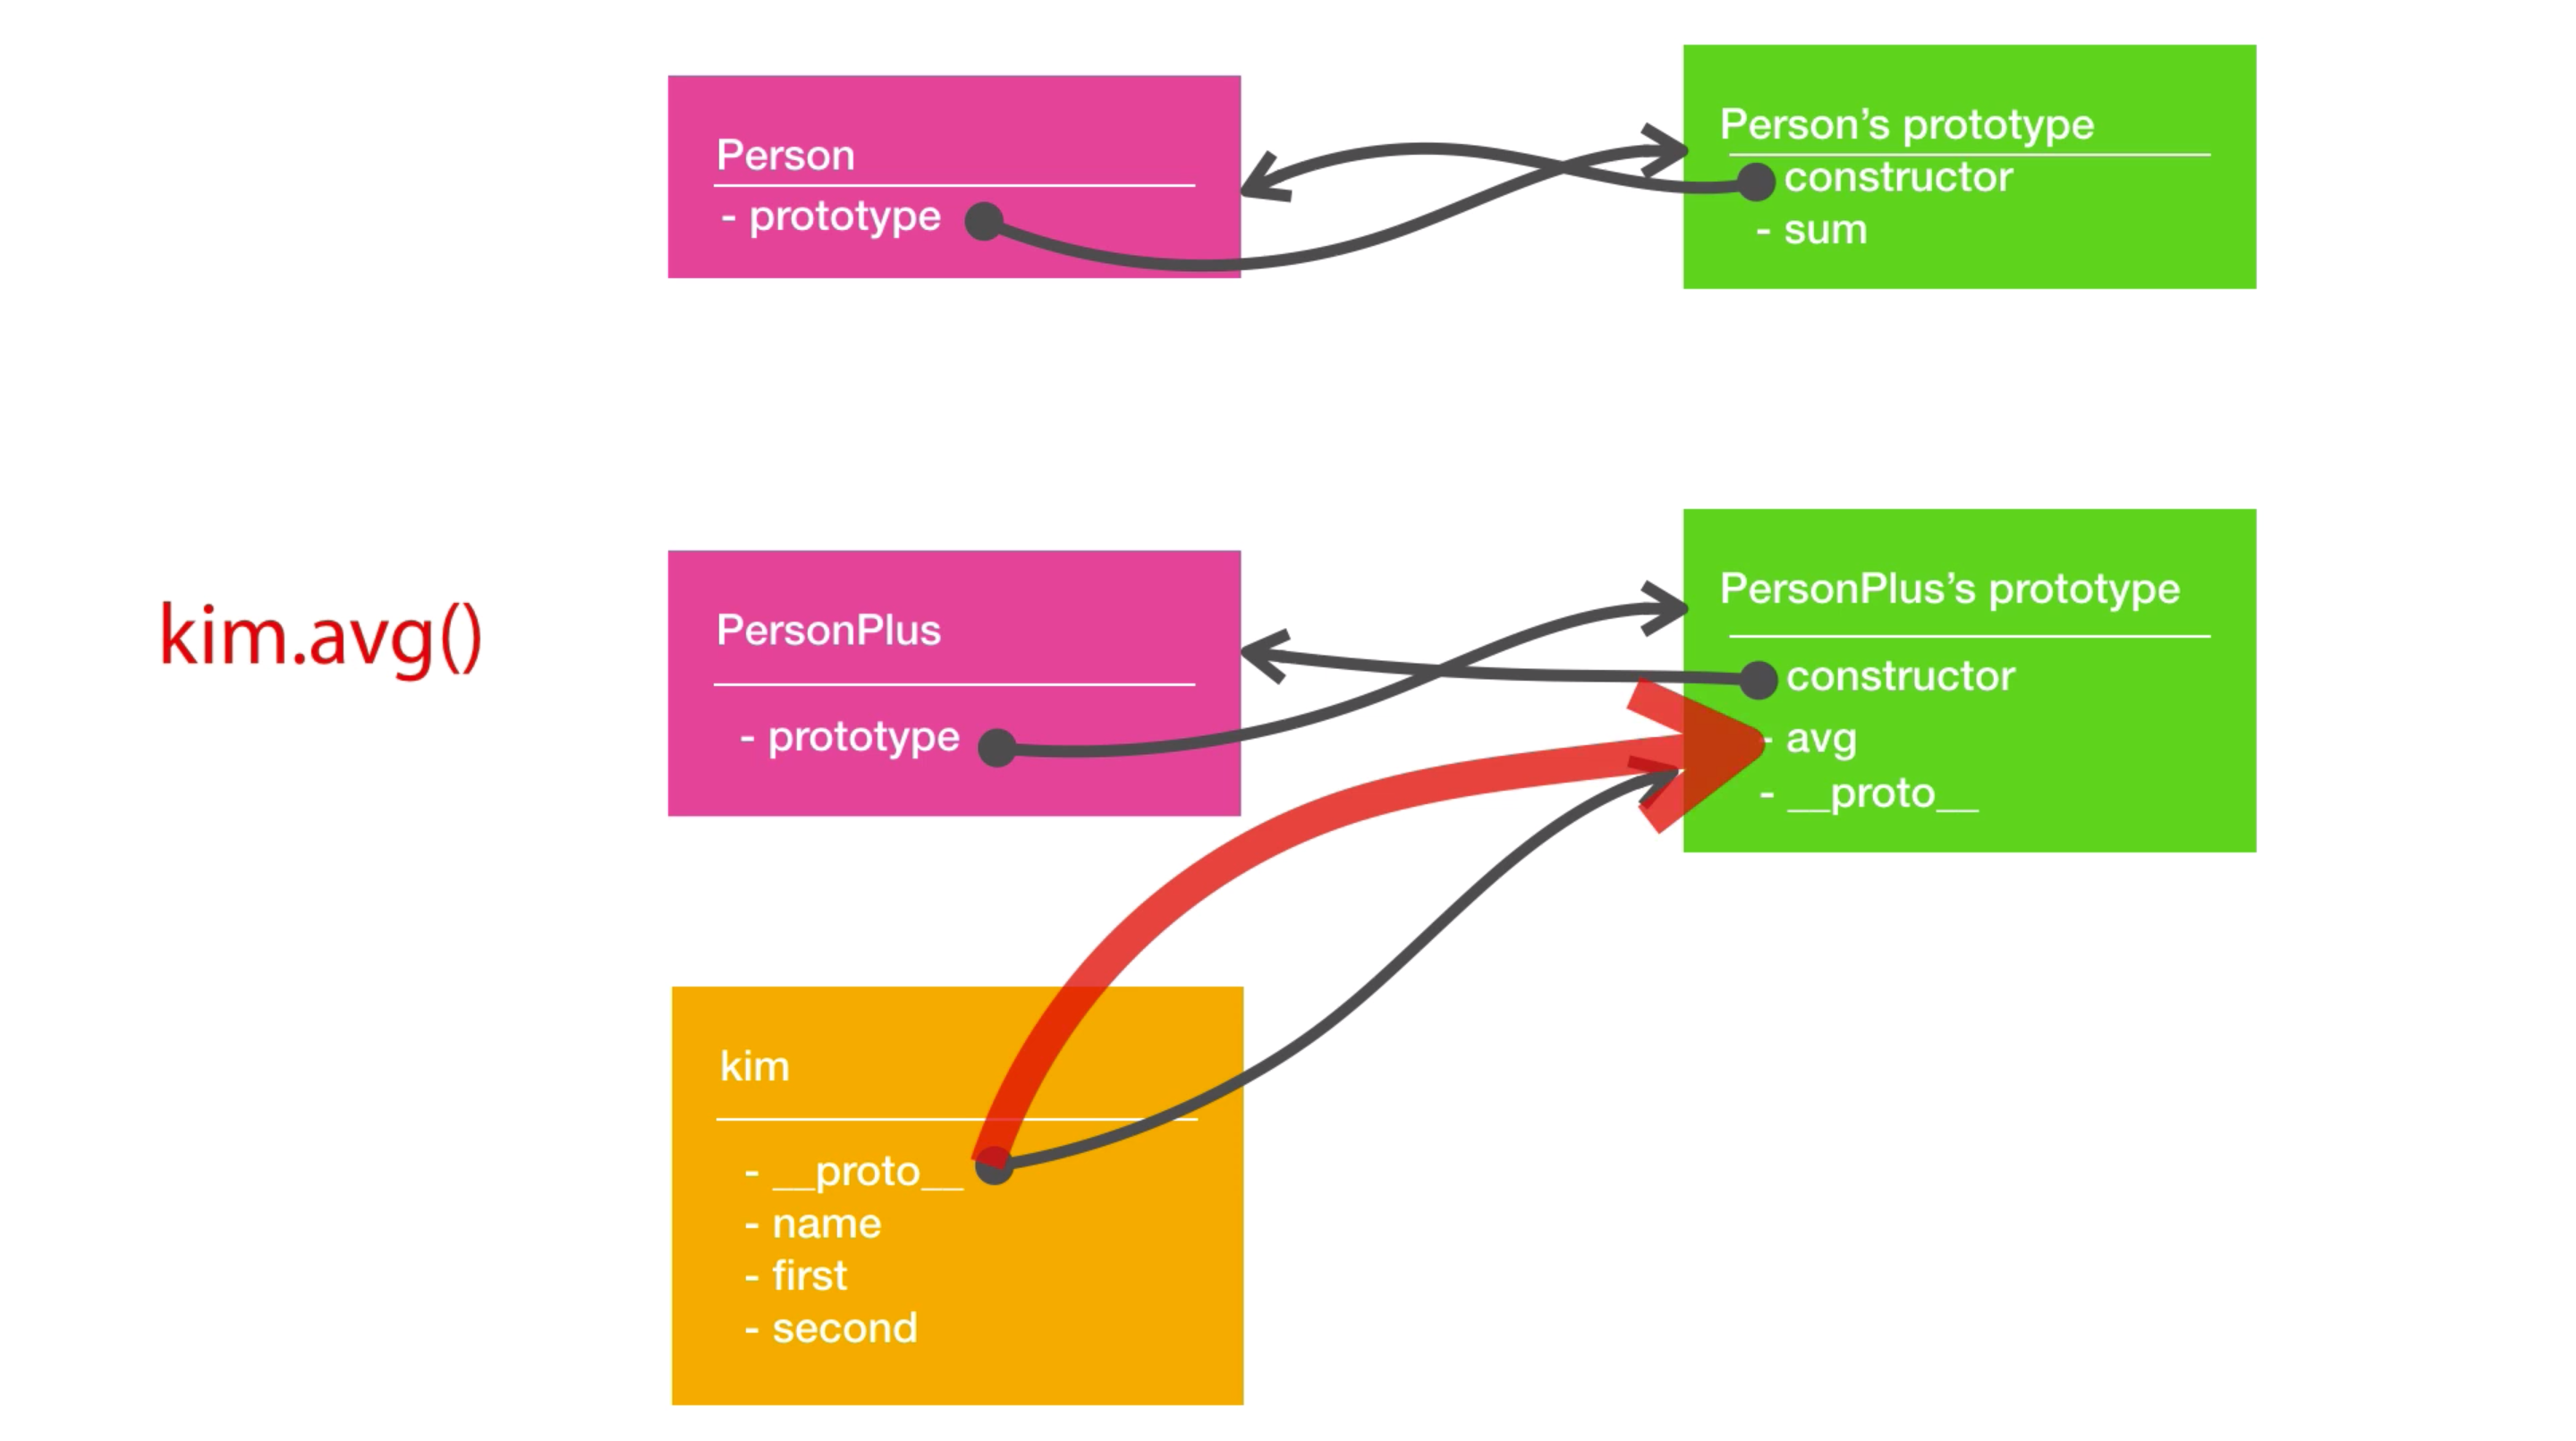 Person
- prototype
Person’s prototype
constructor
- sum
kim.avg()
PersonPlus
- prototype
PersonPlus’s prototype
constructor
- avg
- __proto__
kim
- __proto__
- name
- first
- second